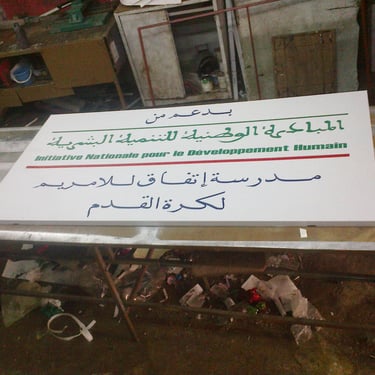 بدعم من
المبادرة الوطنية للتنمية البشرية
Initiative Nationale pour le Développement Humain
مدرسة إتفاق للامريم
لكرة القدم